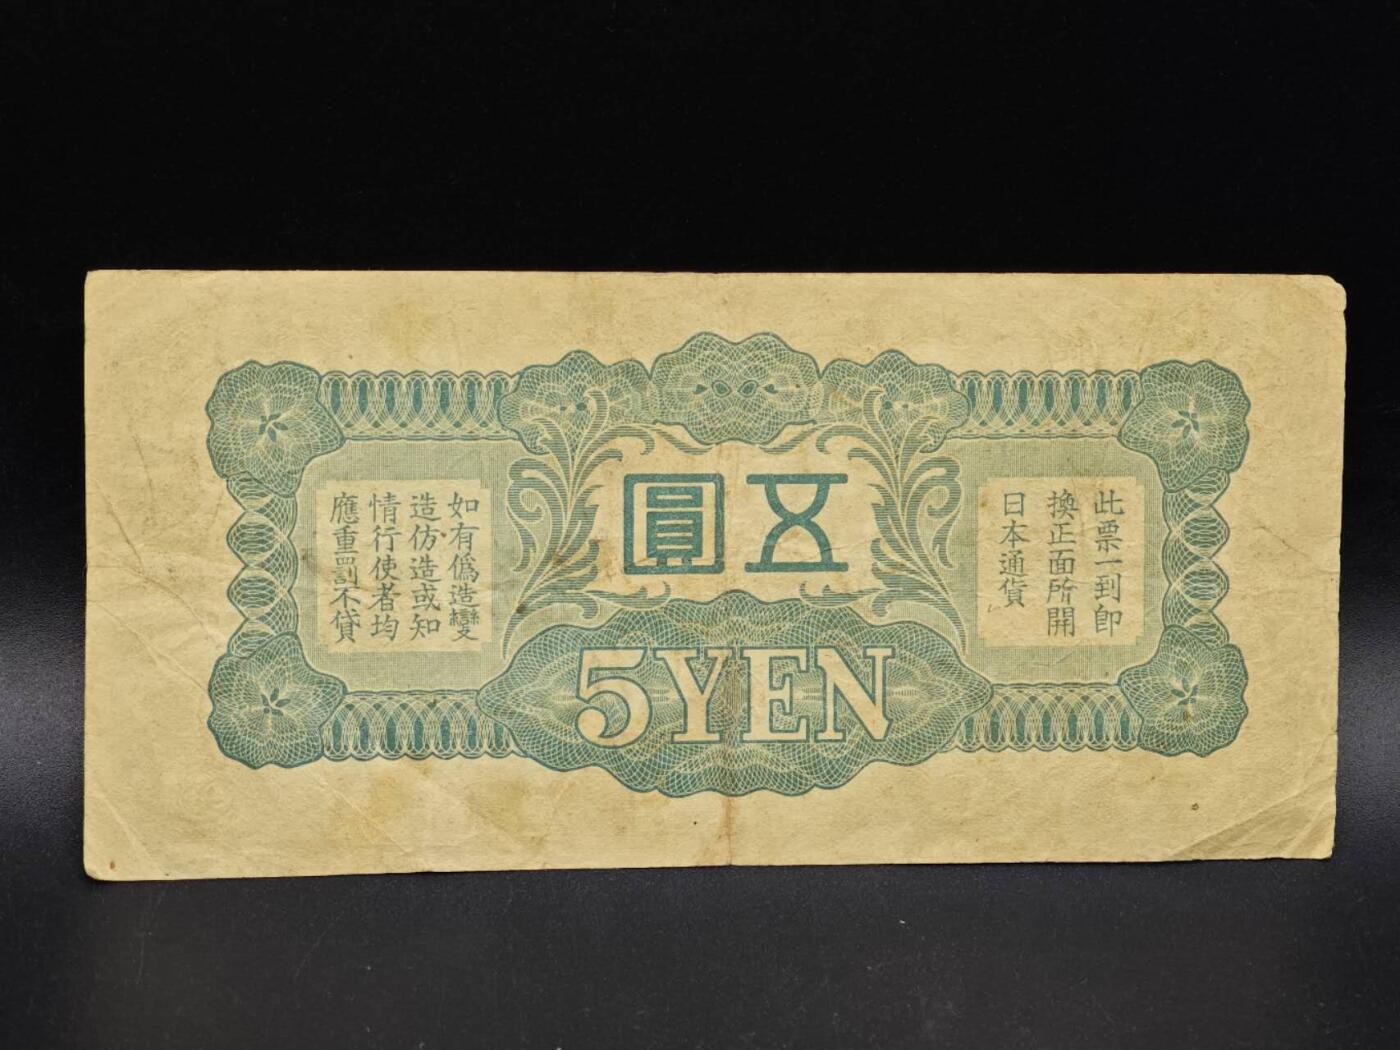 圓五
此票一到即
換正面所開
日本通貨
如有僞造變
造仿造或知
情行使者均
應重罰不貸
5YEN